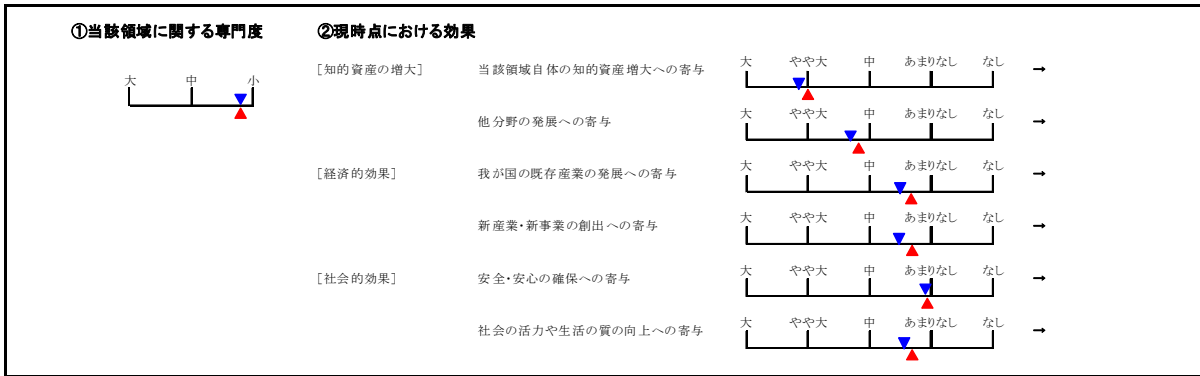 ①当該領域に関する専門度 ②現時点における効果
大 中 小
[知的資産の増大] 当該領域自体の知的資産増大への寄与 大 やや大 中 あまりなし なし →
他分野の発展への寄与 大 やや大 中 あまりなし なし →
[経済的効果] 我が国の既存産業の発展への寄与 大 やや大 中 あまりなし なし →
新産業・新事業の創出への寄与 大 やや大 中 あまりなし なし →
[社会的効果] 安全・安心の確保への寄与 大 やや大 中 あまりなし なし →
社会の活力や生活の質の向上への寄与 大 やや大 中 あまりなし なし →